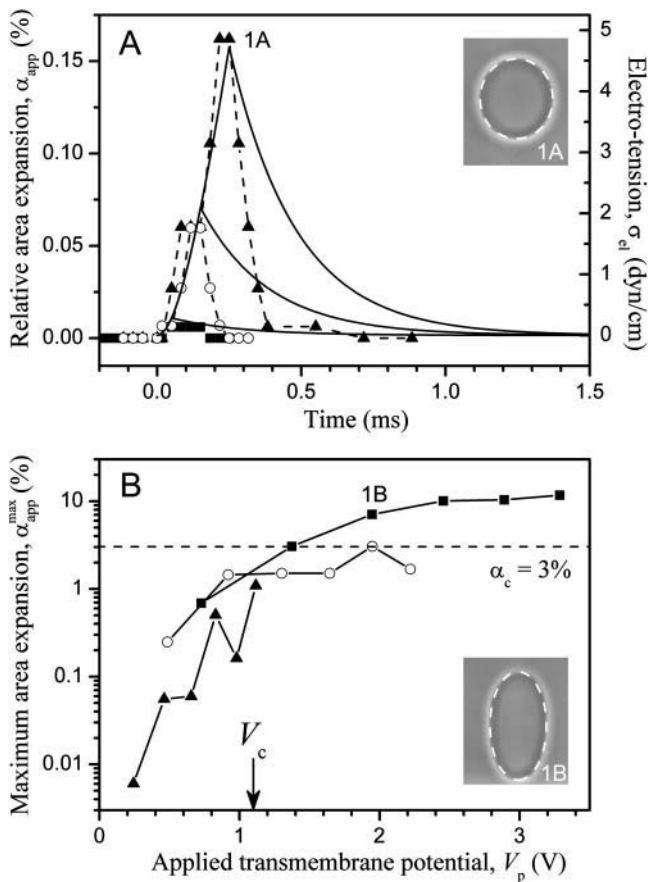 A
1A
1A
Relative area expansion, α_app (%)
0.15
0.10
0.05
0.00
5
4
3
2
1
0
Electro-tension, σ_el (dyn/cm)
0.0
0.5
1.0
1.5
Time (ms)
B
1B
α_c = 3%
V_c
1B
Maximum area expansion, α_app^max (%)
10
1
0.1
0.01
0
1
2
3
Applied transmembrane potential, V_p (V)